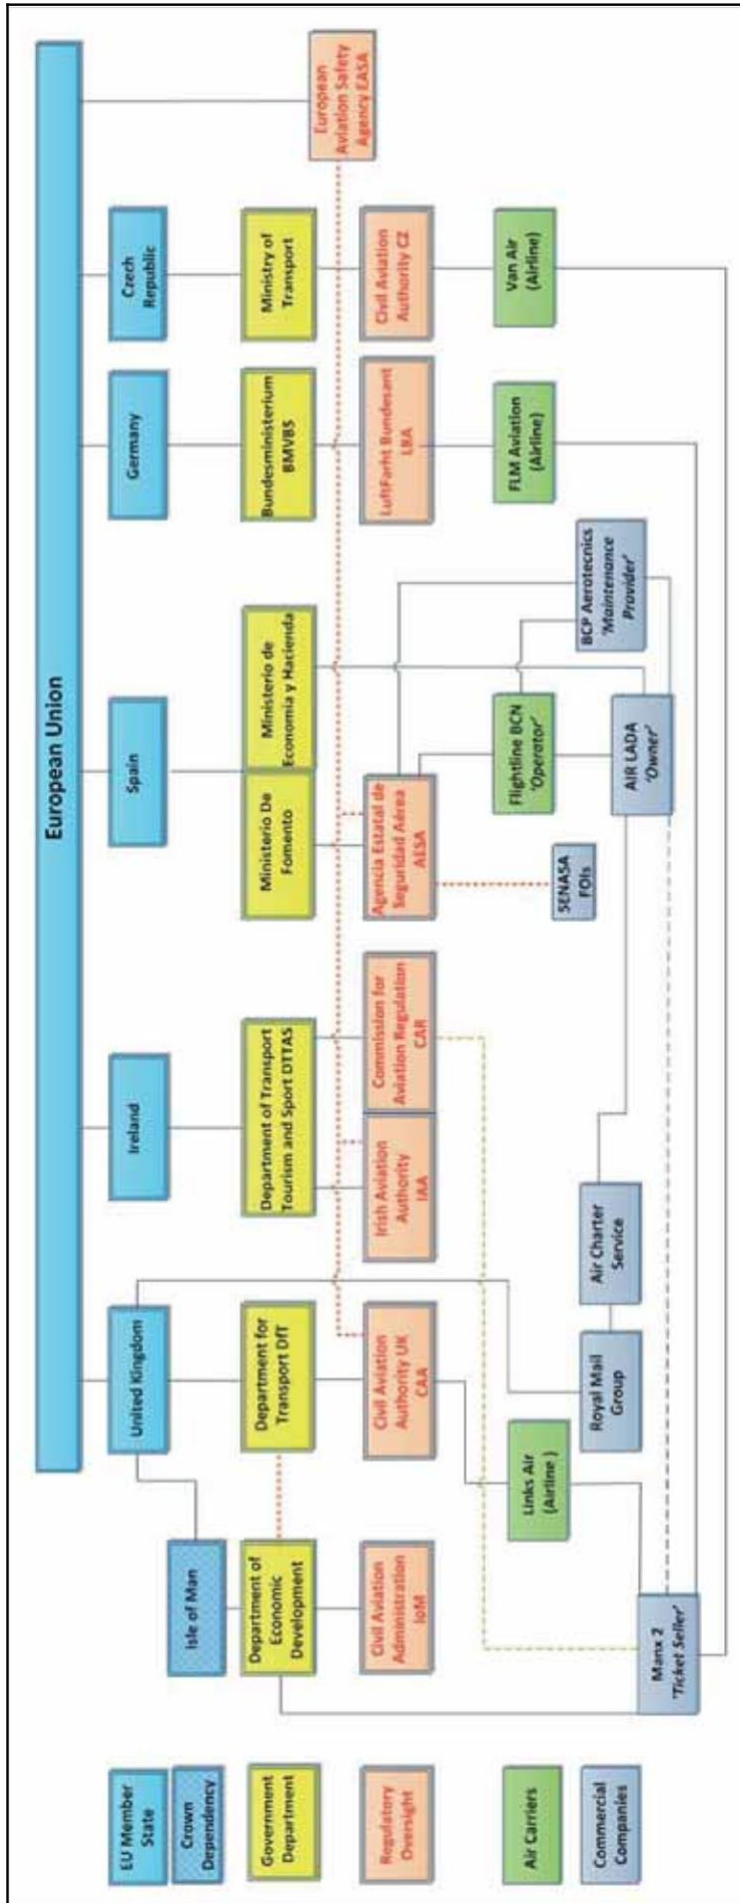 European Union
EU Member
State
Crown
Dependency
Isle of Man
United Kingdom
Ireland
Spain
Germany
Czech
Republic
Government
Department
Department of
Economic
Development
Department for
Transport DfT
Department of Transport
Tourism and Sport DTTAS
Ministerio De
Fomento
Ministerio de
Economia y Hacienda
Bundesministerium
BMVBS
Ministry of
Transport
European
Aviation Safety
Agency EASA
Regulatory
Oversight
Civil Aviation
Administration
IoM
Civil Aviation
Authority UK
CAA
Irish Aviation
Authority
IAA
Commission for
Aviation Regulation
CAR
Agencia Estatal de
Seguridad Aérea
AESA
LuftFarht Bundesant
LBA
Civil Aviation
Authority CZ
Air Carriers
Links Air
(Airline )
Flightline BCN
'Operator'
FLM Aviation
(Airline)
Van Air
(Airline)
SENASA
FOIs
Commercial
Companies
Royal Mail
Group
Air Charter
Service
BCP Aerotecnics
'Maintenance
Provider'
Manx 2
'Ticket Seller'
AIR LADA
'Owner'